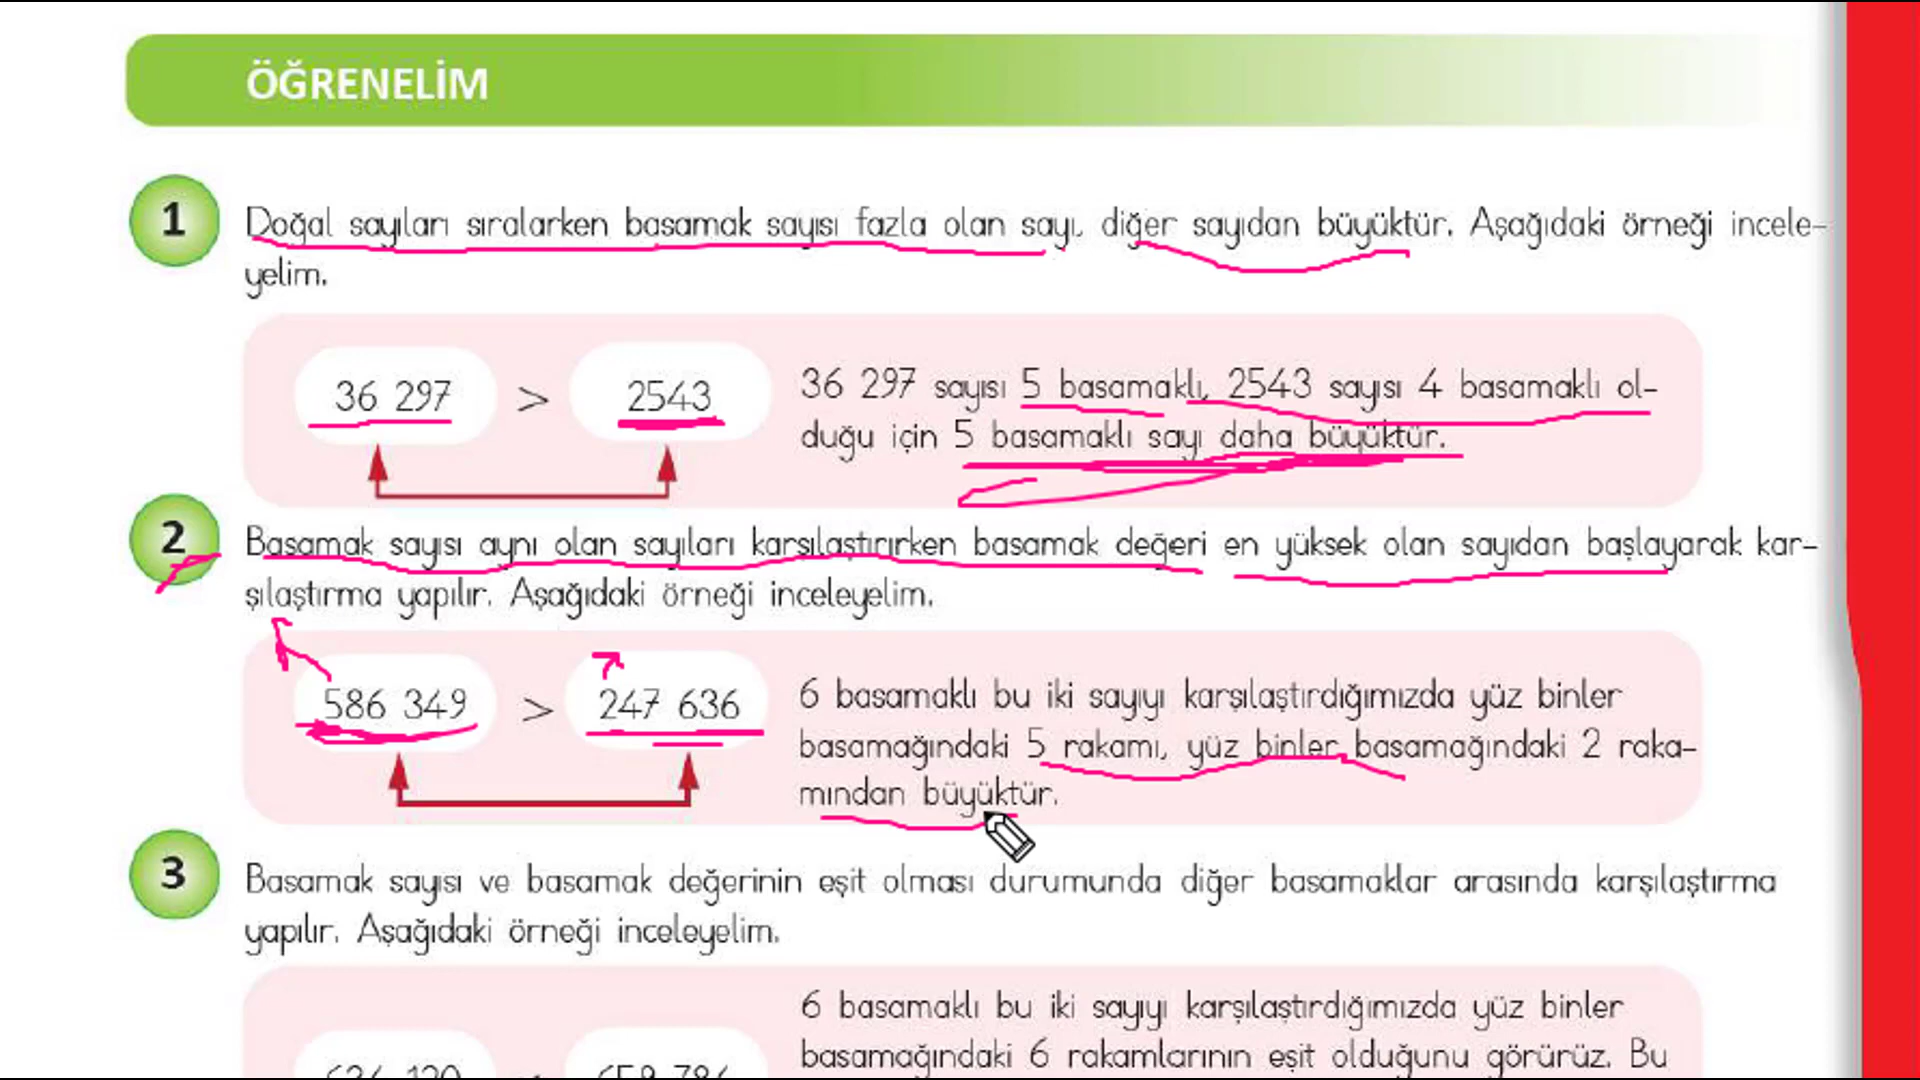 ÖĞRENELİM
1
Doğal sayıları sıralarken basamak sayısı fazla olan sayı, diğer sayıdan büyüktür. Aşağıdaki örneği incele-
yelim.
36 297 > 2543
36 297 sayısı 5 basamaklı, 2543 sayısı 4 basamaklı ol-
duğu için 5 basamaklı sayı daha büyüktür.
2
Basamak sayısı aynı olan sayıları karşılaştırırken basamak değeri en yüksek olan sayıdan başlayarak kar-
şılaştırma yapılır. Aşağıdaki örneği inceleyelim.
586 349 > 247 636
6 basamaklı bu iki sayıyı karşılaştırdığımızda yüz binler
basamağındaki 5 rakamı, yüz binler basamağındaki 2 raka-
mından büyüktür.
3
Basamak sayısı ve basamak değerinin eşit olması durumunda diğer basamaklar arasında karşılaştırma
yapılır. Aşağıdaki örneği inceleyelim.
6 basamaklı bu iki sayıyı karşılaştırdığımızda yüz binler
basamağındaki 6 rakamlarının eşit olduğunu görürüz. Bu